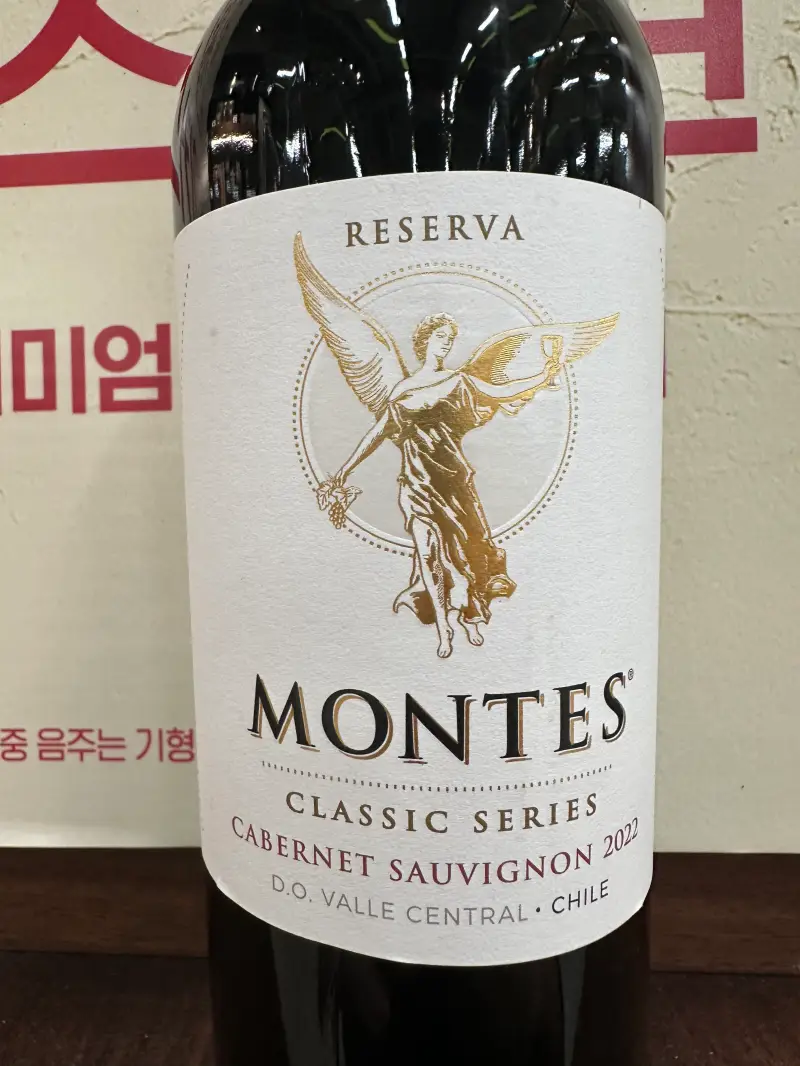 RESERVA
MONTES®
CLASSIC SERIES
CABERNET SAUVIGNON 2022
D.O. VALLE CENTRAL • CHILE
미엄
중 음주는 기형